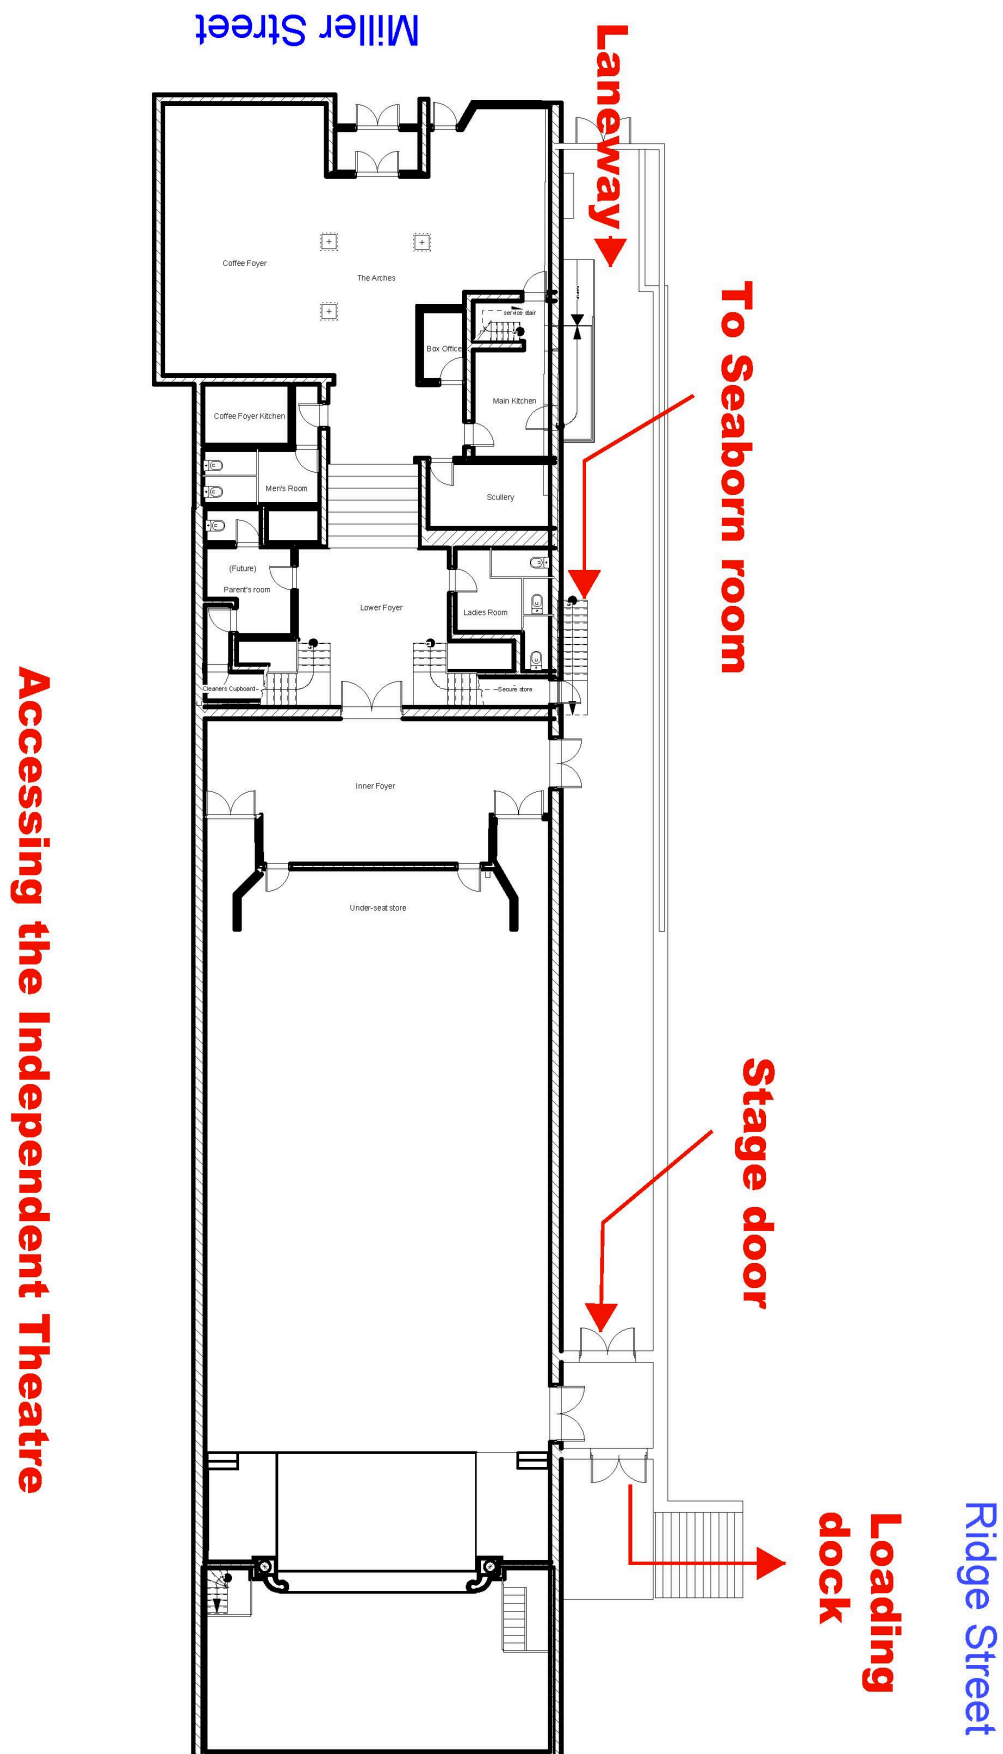 Miller Street
Laneway
To Seaborn room
Coffee Foyer
The Arches
service stair
Box Office
Main Kitchen
Coffee Foyer Kitchen
Men's Room
Scullery
(Future)
Parent's room
Lower Foyer
Ladies Room
Cleaners Cupboard
Secure store
Inner Foyer
Under-seat store
Accessing the Independent Theatre
Stage door
Loading
dock
Ridge Street